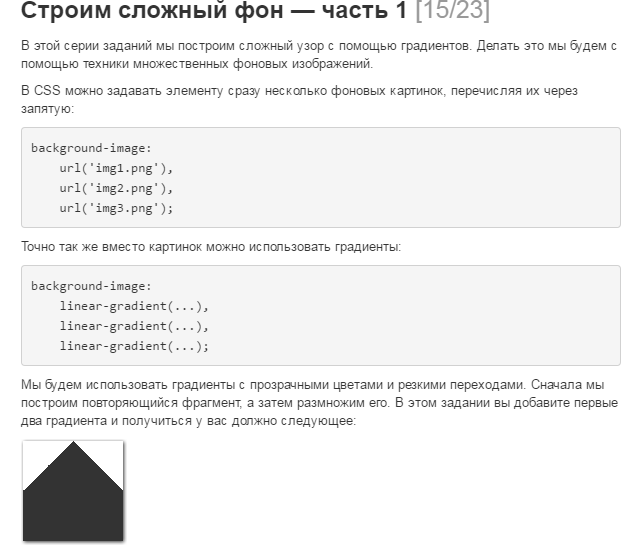 Строим сложный фон — часть 1 [15/23]
В этой серии заданий мы построим сложный узор с помощью градиентов. Делать это мы будем с
помощью техники множественных фоновых изображений.
В CSS можно задавать элементу сразу несколько фоновых картинок, перечисляя их через
запятую:
background-image:
    url('img1.png'),
    url('img2.png'),
    url('img3.png');
Точно так же вместо картинок можно использовать градиенты:
background-image:
    linear-gradient(...),
    linear-gradient(...),
    linear-gradient(...);
Мы будем использовать градиенты с прозрачными цветами и резкими переходами. Сначала мы
построим повторяющийся фрагмент, а затем размножим его. В этом задании вы добавите первые
два градиента и получиться у вас должно следующее: